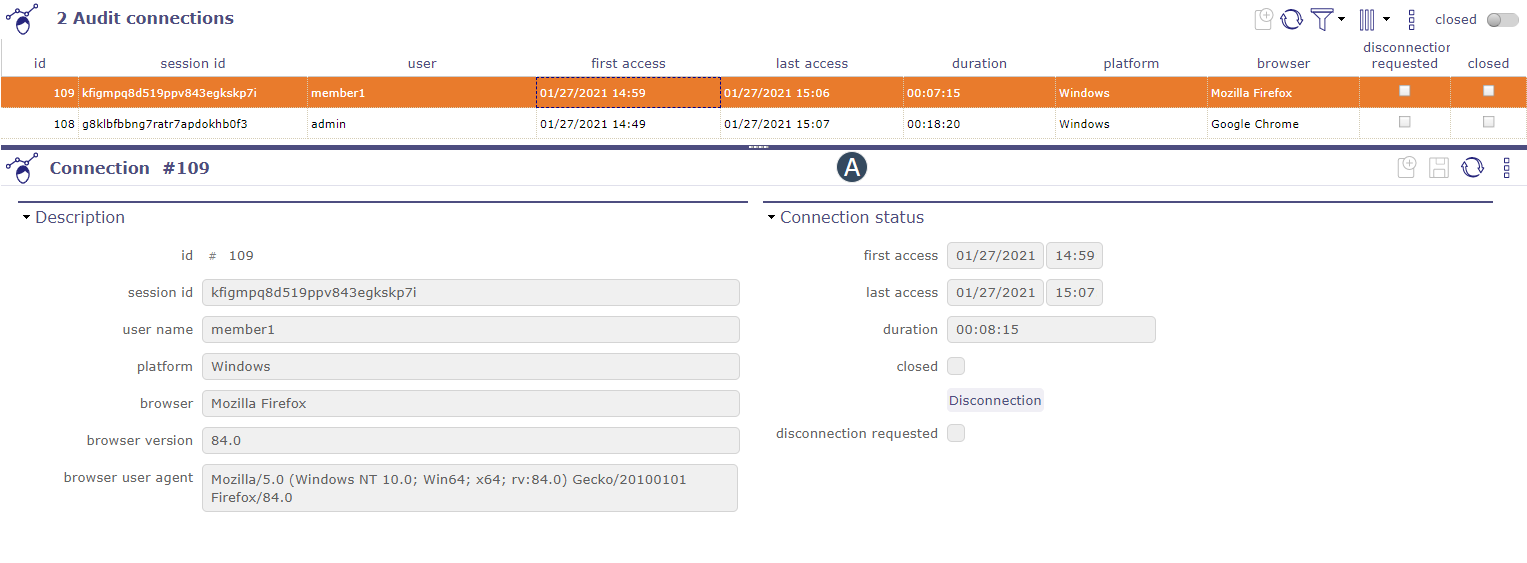 2 Audit connections
closed
id session id user first access last access duration platform browser disconnection requested closed
109 kfigmpq8d519ppv843egkskp7i member1 01/27/2021 14:59 01/27/2021 15:06 00:07:15 Windows Mozilla Firefox
108 g8klbfbbng7ratr7apdokhb0f3 admin 01/27/2021 14:49 01/27/2021 15:07 00:18:20 Windows Google Chrome
Connection #109
A
Description
id # 109
session id kfigmpq8d519ppv843egkskp7i
user name member1
platform Windows
browser Mozilla Firefox
browser version 84.0
browser user agent Mozilla/5.0 (Windows NT 10.0; Win64; x64; rv:84.0) Gecko/20100101
Firefox/84.0
Connection status
first access 01/27/2021 14:59
last access 01/27/2021 15:07
duration 00:08:15
closed
Disconnection
disconnection requested